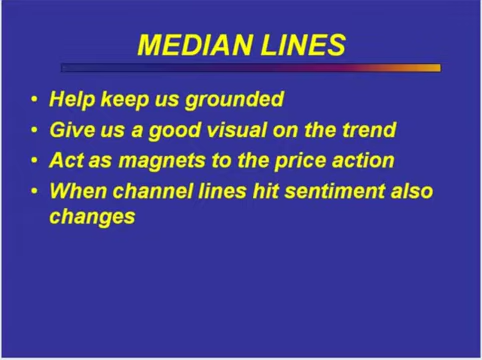 MEDIAN LINES
• Help keep us grounded
• Give us a good visual on the trend
• Act as magnets to the price action
• When channel lines hit sentiment also
changes